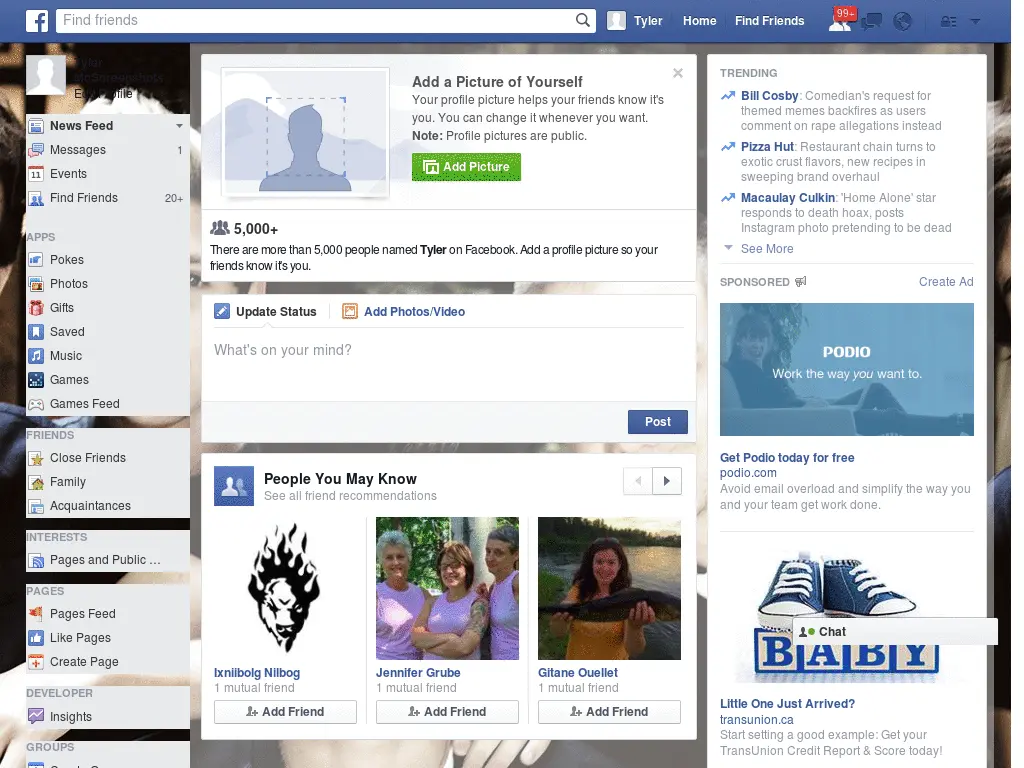 Find friends
Tyler
Home
Find Friends
99+
Tyler
McScreenshots
Edit Profile
News Feed
Messages
1
11
Events
Find Friends
20+
APPS
Pokes
Photos
Gifts
Saved
Music
Games
Games Feed
FRIENDS
Close Friends
Family
Acquaintances
INTERESTS
Pages and Public ...
PAGES
Pages Feed
Like Pages
Create Page
DEVELOPER
Insights
GROUPS
Add a Picture of Yourself
Your profile picture helps your friends know it's
you. You can change it whenever you want.
Note: Profile pictures are public.
Add Picture
5,000+
There are more than 5,000 people named Tyler on Facebook. Add a profile picture so your
friends know it's you.
Update Status
Add Photos/Video
What's on your mind?
Post
People You May Know
See all friend recommendations
Ixniibolg Nilbog
1 mutual friend
Add Friend
Jennifer Grube
1 mutual friend
Add Friend
Gitane Ouellet
1 mutual friend
Add Friend
TRENDING
Bill Cosby: Comedian's request for
themed memes backfires as users
comment on rape allegations instead
Pizza Hut: Restaurant chain turns to
exotic crust flavors, new recipes in
sweeping brand overhaul
Macaulay Culkin: 'Home Alone' star
responds to death hoax, posts
Instagram photo pretending to be dead
See More
SPONSORED
Create Ad
PODIO
Work the way you want to.
Get Podio today for free
podio.com
Avoid email overload and simplify the way you
and your team get work done.
Chat
BABY
Little One Just Arrived?
transunion.ca
Start setting a good example: Get your
TransUnion Credit Report & Score today!